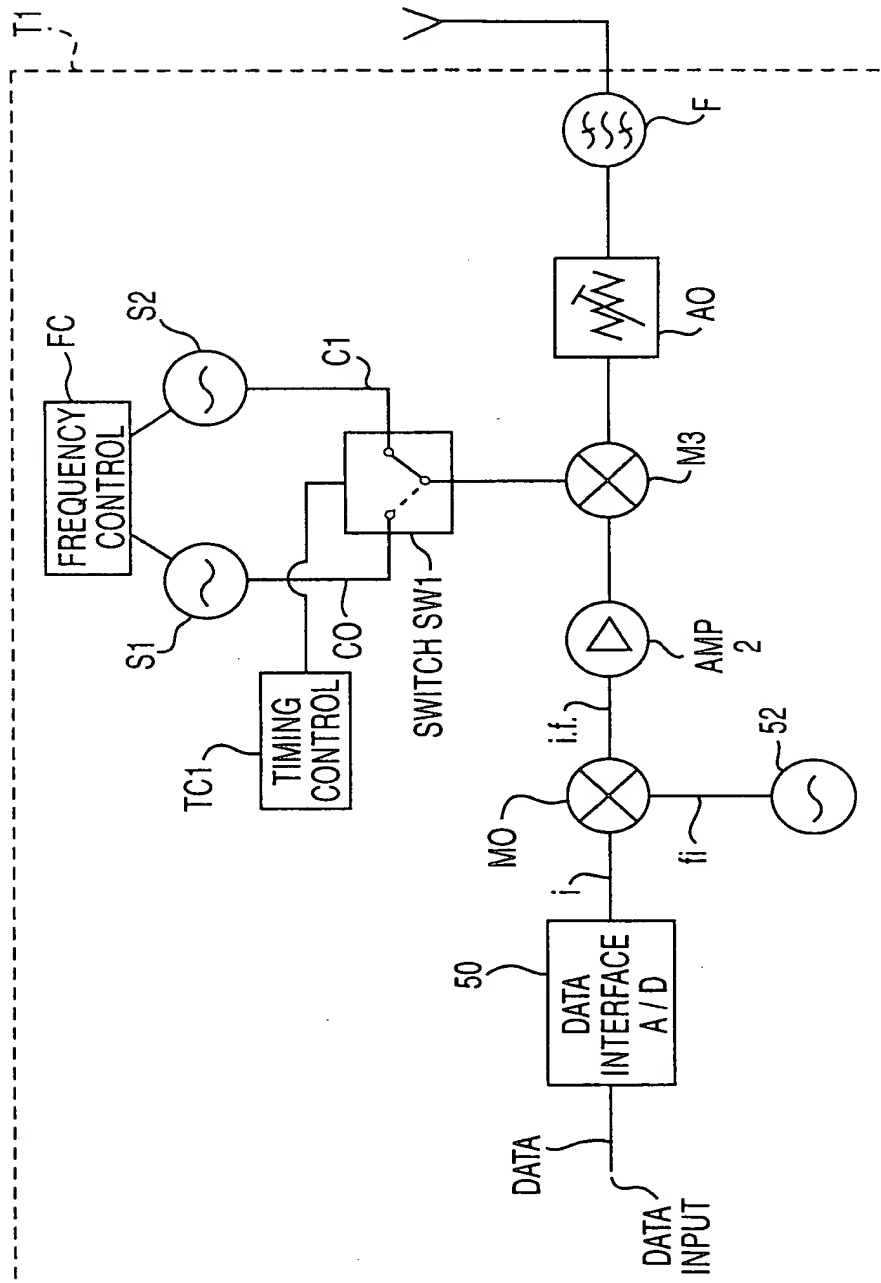 T1
FREQUENCY
CONTROL
FC
S1
S2
TC1
TIMING
CONTROL
CO
C1
SWITCH SW1
DATA
DATA
INPUT
50
DATA
INTERFACE
A / D
i
MO
fi
52
i.f.
AMP
2
M3
AO
F